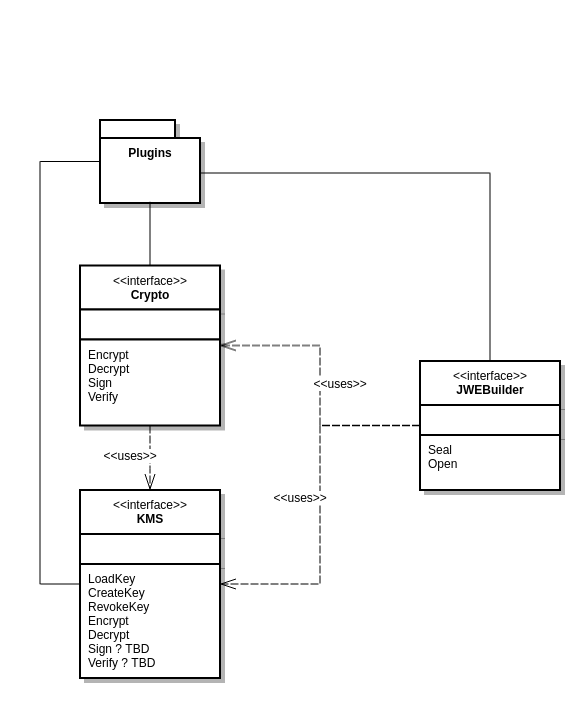 Plugins
<<interface>>
Crypto
Encrypt
Decrypt
Sign
Verify
<<uses>>
<<interface>>
JWEBuilder
Seal
Open
<<uses>>
<<uses>>
<<interface>>
KMS
LoadKey
CreateKey
RevokeKey
Encrypt
Decrypt
Sign ? TBD
Verify ? TBD